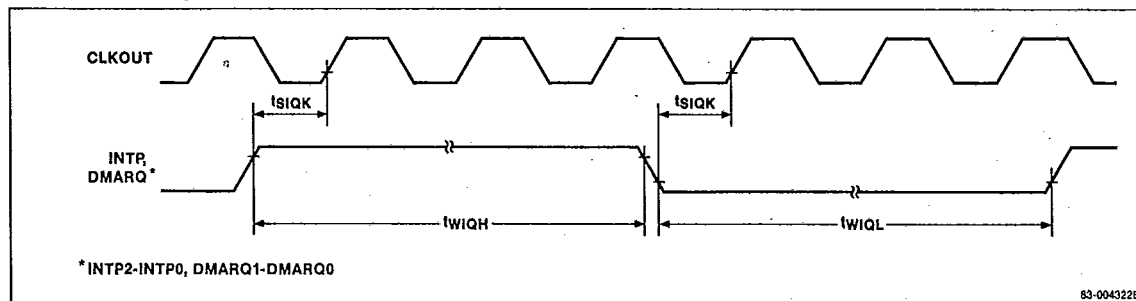 CLKOUT
tSIQK
tSIQK
INTP,
DMARQ*
tWIQH
tWIQL
*INTP2-INTP0, DMARQ1-DMARQ0
83-004322B